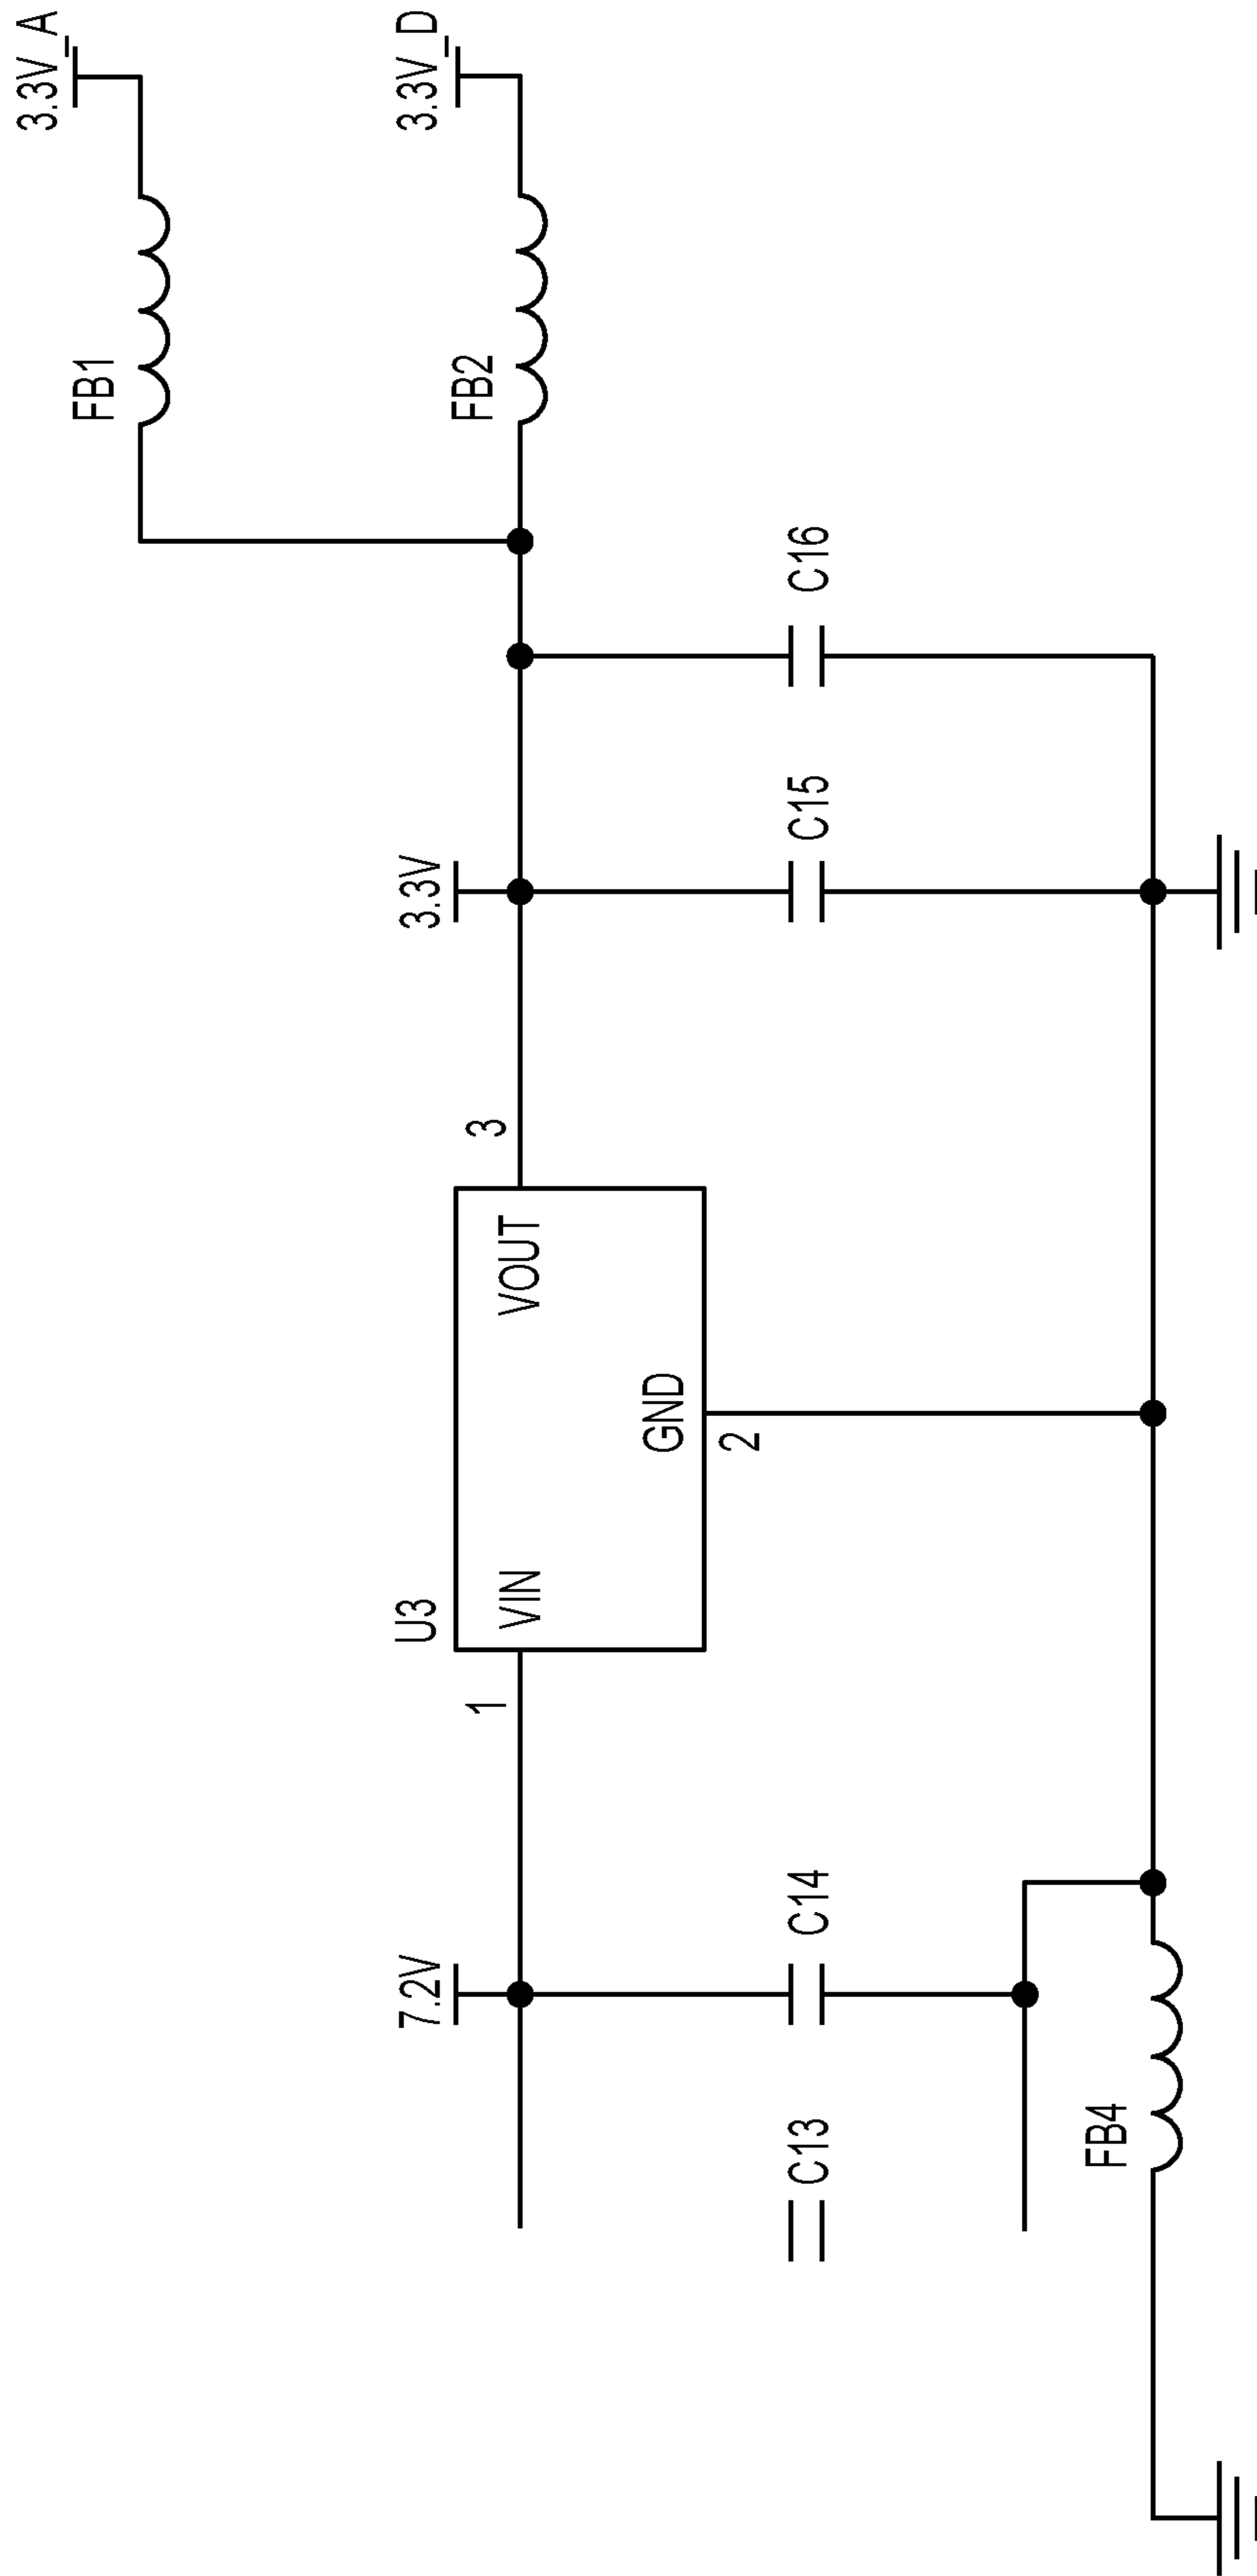 3.3V_A
FB1
7.2V
U3
3.3V
3.3V_D
1
3
FB2
VIN
VOUT
GND
2
C13
C14
C15
C16
FB4